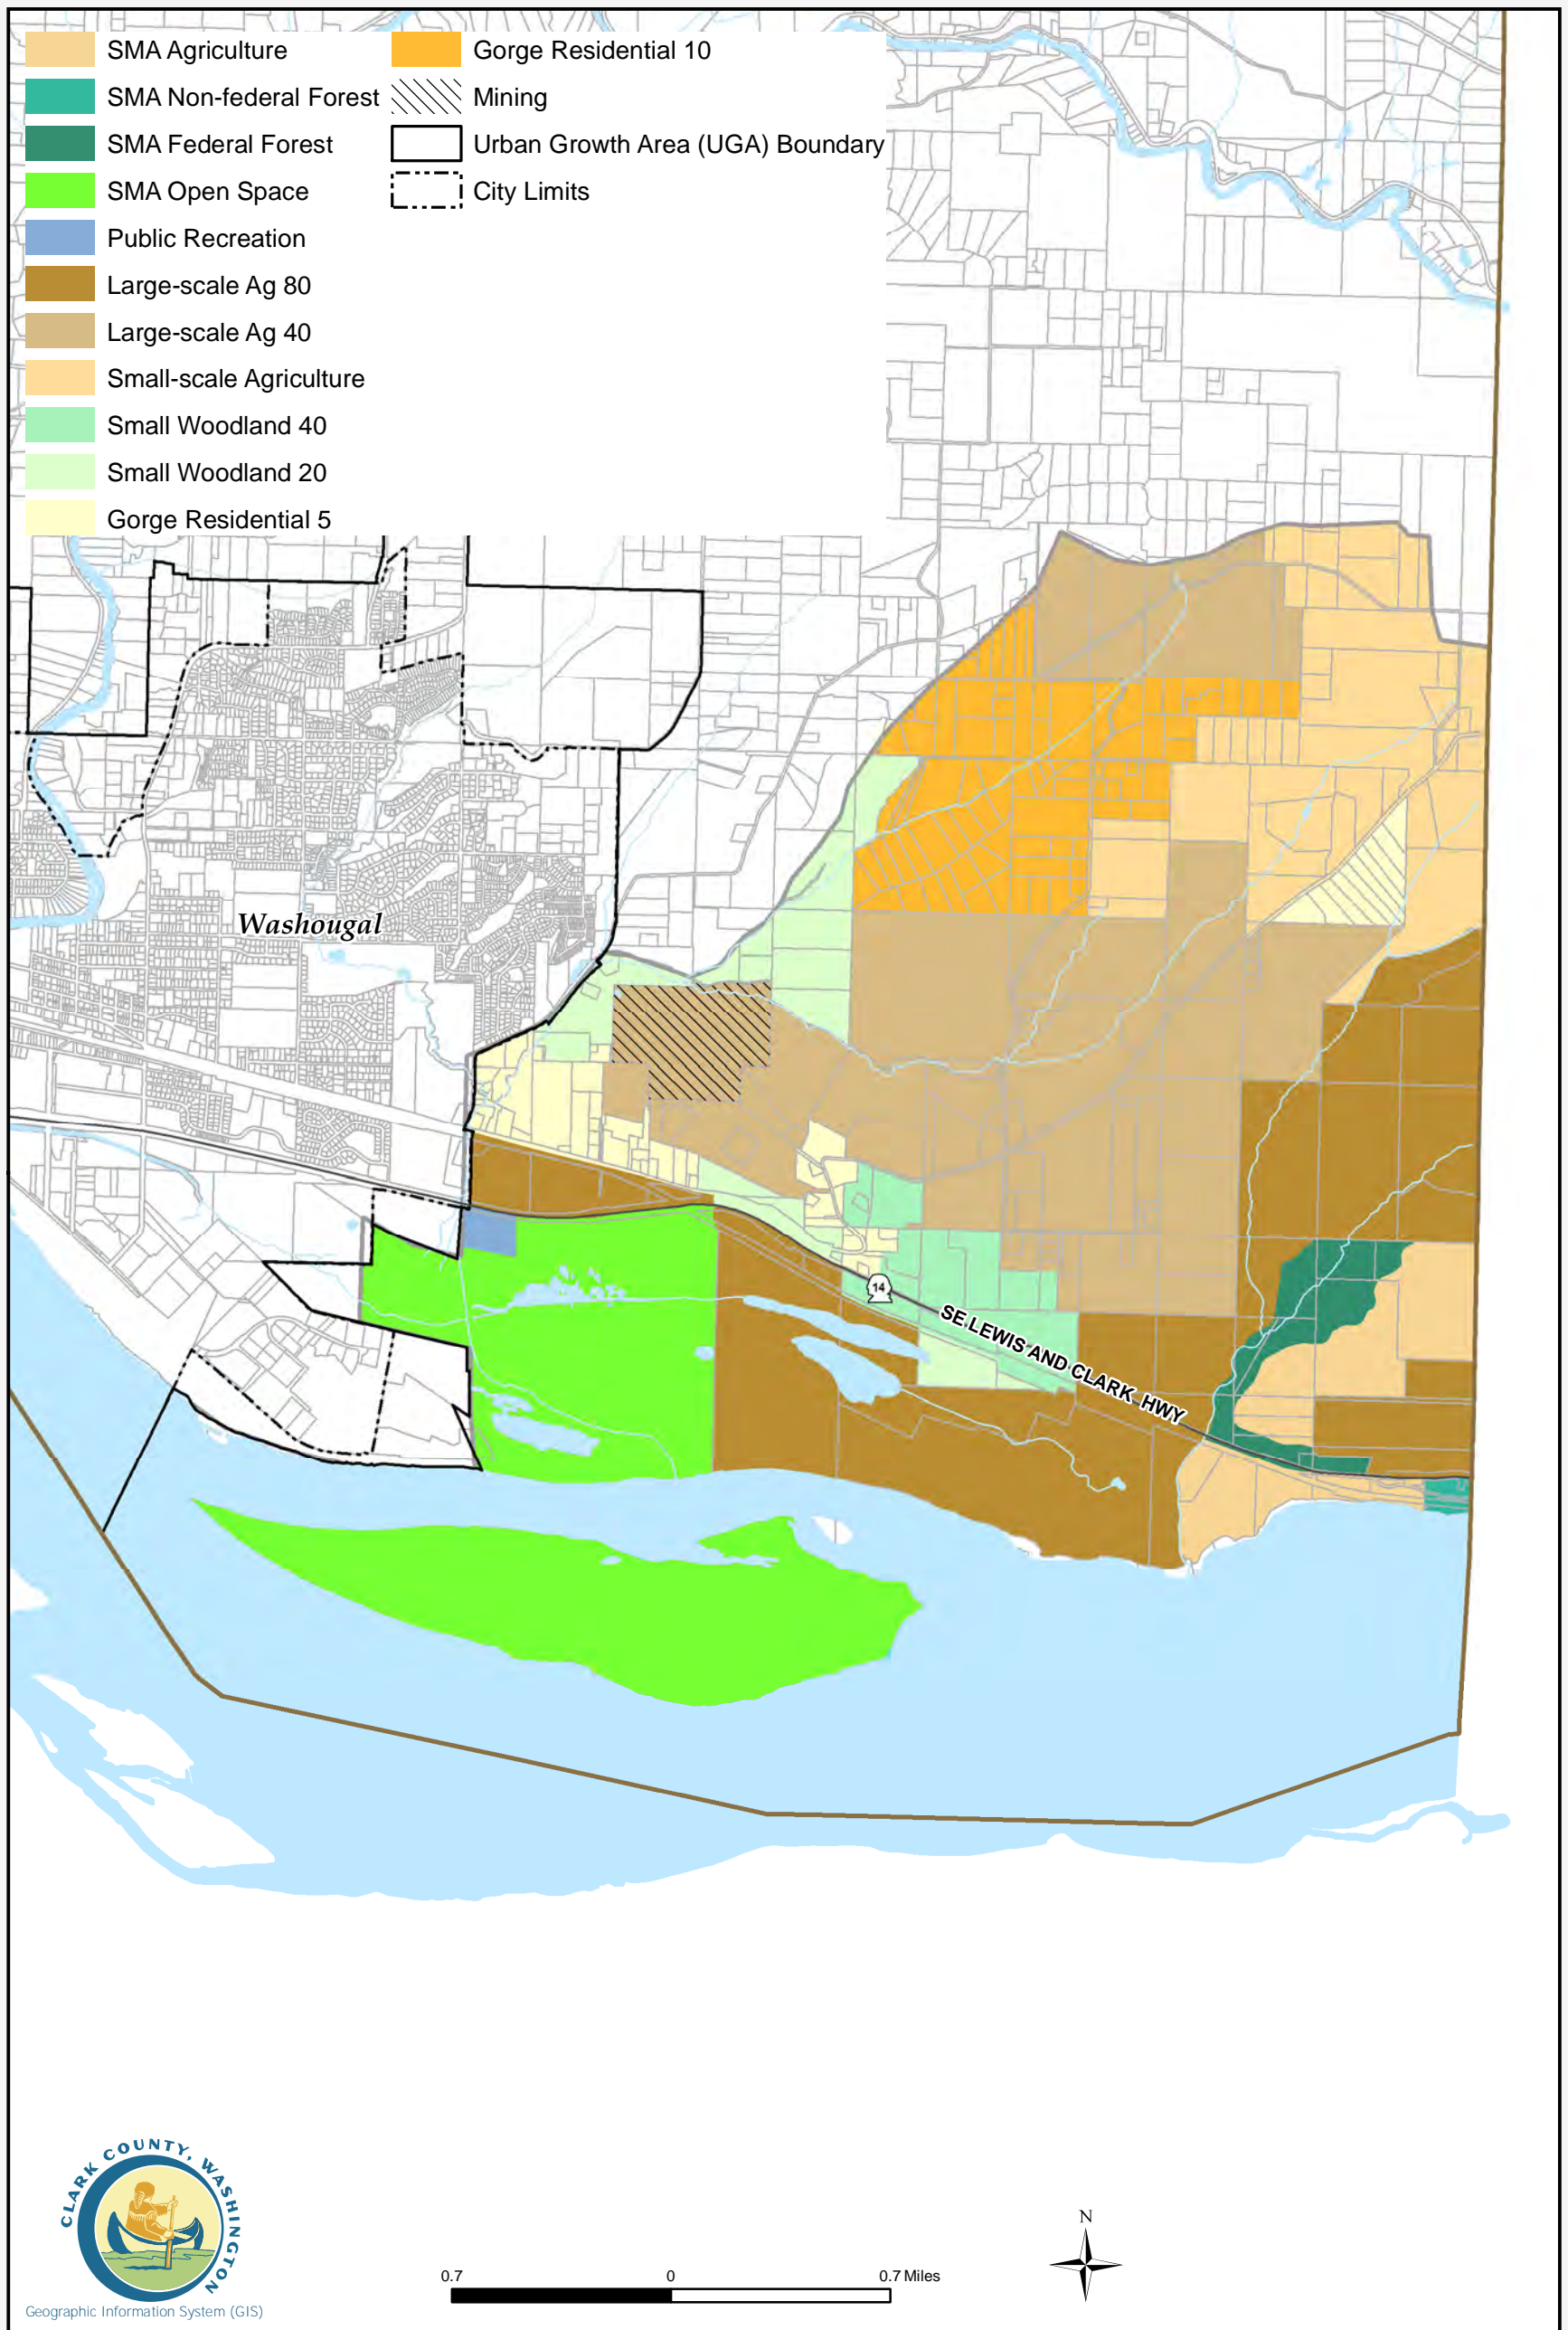 SMA Agriculture
SMA Non-federal Forest
SMA Federal Forest
SMA Open Space
Public Recreation
Large-scale Ag 80
Large-scale Ag 40
Small-scale Agriculture
Small Woodland 40
Small Woodland 20
Gorge Residential 5
Gorge Residential 10
Mining
Urban Growth Area (UGA) Boundary
City Limits
Washougal
14
SE LEWIS AND CLARK HWY
CLARK COUNTY, WASHINGTON
Geographic Information System (GIS)
0.7 0 0.7 Miles
N